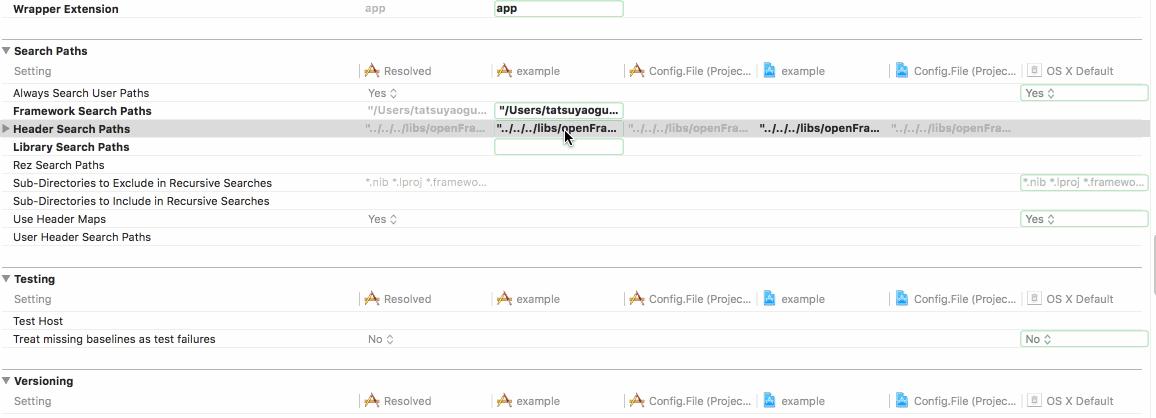 Wrapper Extension app app
Search Paths
Setting Resolved example Config.File (Projec... example Config.File (Projec... OS X Default
Always Search User Paths Yes Yes
Framework Search Paths "/Users/tatsuyaogu... "/Users/tatsuyaogu...
Header Search Paths "../../../libs/openFra... "../../../libs/openFra... "../../../libs/openFra... "../../../libs/openFra... "../../../libs/openFra...
Library Search Paths
Rez Search Paths
Sub-Directories to Exclude in Recursive Searches *.nib *.lproj *.framewo... *.nib *.lproj *.framewo...
Sub-Directories to Include in Recursive Searches
Use Header Maps Yes Yes
User Header Search Paths
Testing
Setting Resolved example Config.File (Projec... example Config.File (Projec... OS X Default
Test Host
Treat missing baselines as test failures No No
Versioning
Setting Resolved example Config.File (Projec... example Config.File (Projec... OS X Default